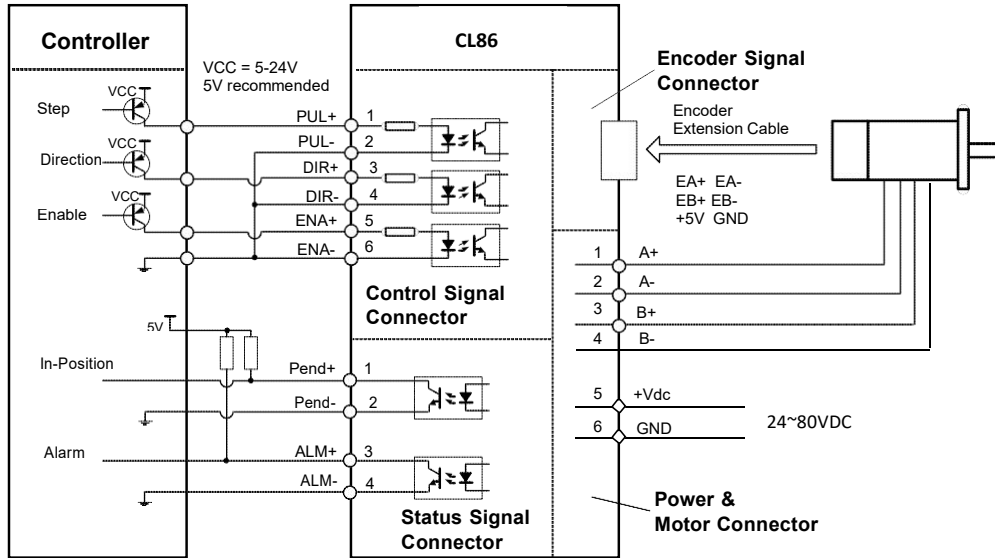 Controller
CL86
VCC = 5-24V
5V recommended
Encoder Signal
Connector
Encoder
Extension Cable
EA+ EA-
EB+ EB-
+5V GND
Step
VCC
Direction
VCC
Enable
VCC
PUL+ 1
PUL- 2
DIR+ 3
DIR- 4
ENA+ 5
ENA- 6
Control Signal
Connector
1 A+
2 A-
3 B+
4 B-
5 +Vdc
6 GND
24~80VDC
5V
In-Position
Pend+ 1
Pend- 2
Alarm
ALM+ 3
ALM- 4
Status Signal
Connector
Power &
Motor Connector